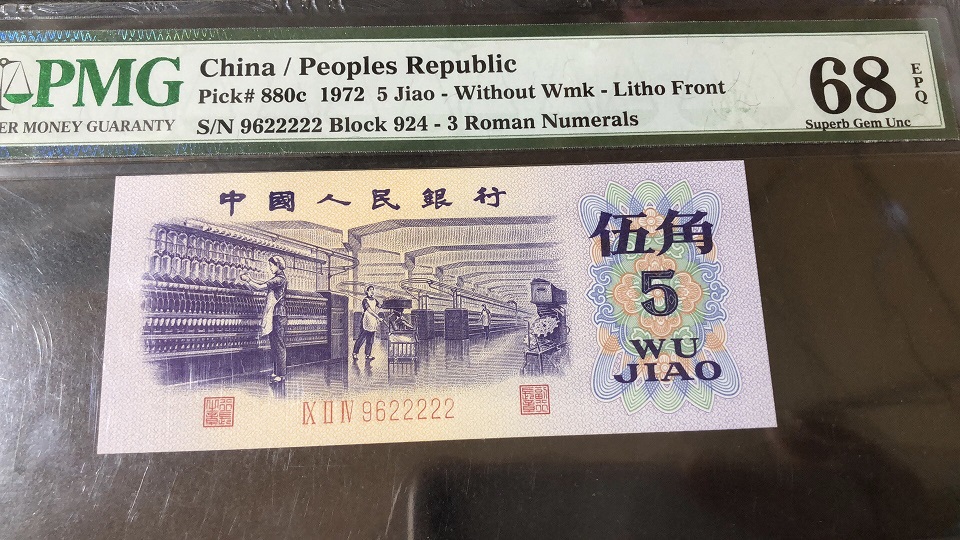 PMG
ER MONEY GUARANTY
China / Peoples Republic
Pick# 880c 1972 5 Jiao - Without Wmk - Litho Front
S/N 9622222 Block 924 - 3 Roman Numerals
68
EPQ
Superb Gem Unc
中國人民銀行
伍角
5
WU
JIAO
IX II IV 9622222